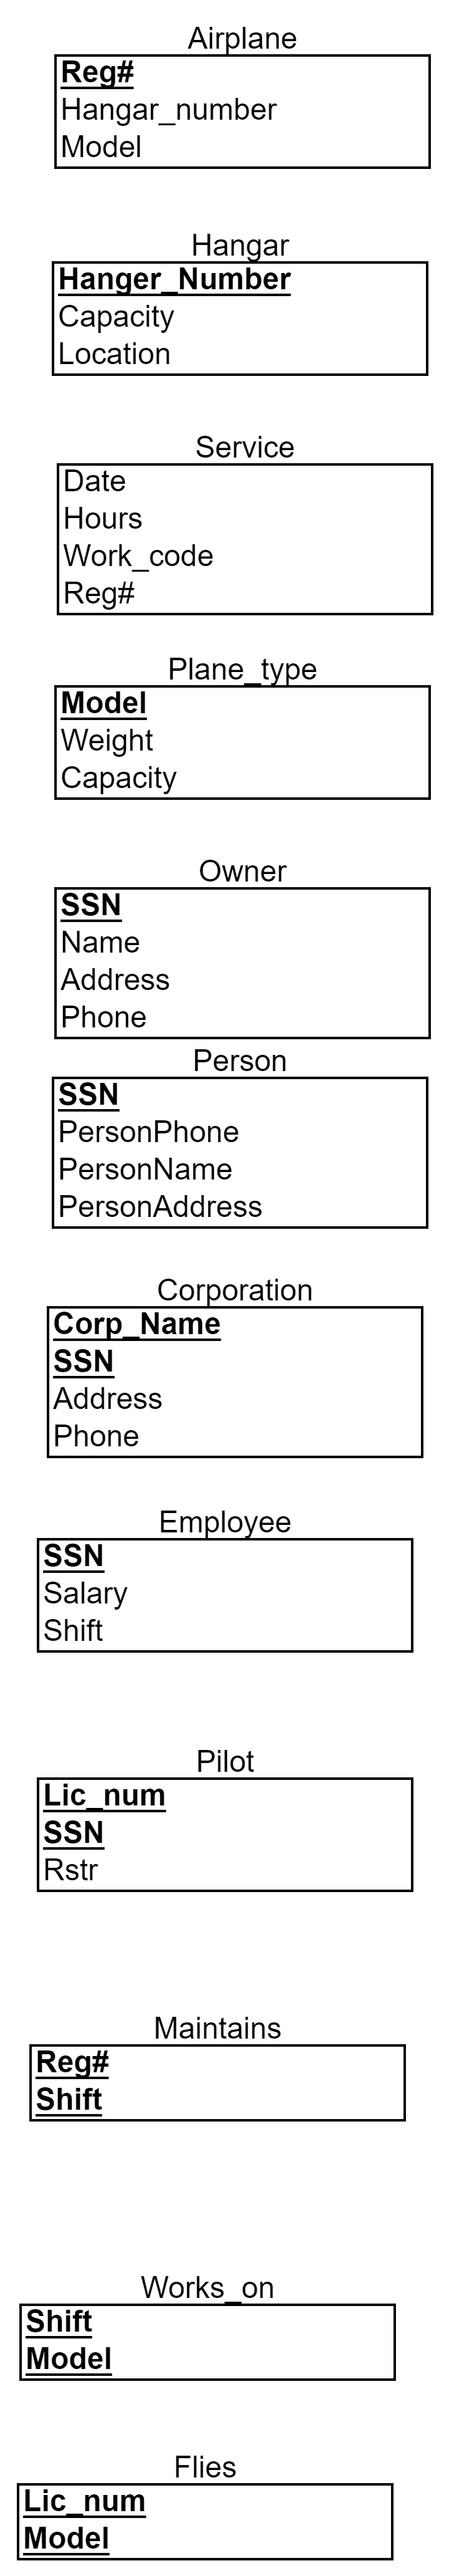 Airplane
Reg#
Hangar_number
Model
Hangar
Hanger_Number
Capacity
Location
Service
Date
Hours
Work_code
Reg#
Plane_type
Model
Weight
Capacity
Owner
SSN
Name
Address
Phone
Person
SSN
PersonPhone
PersonName
PersonAddress
Corporation
Corp_Name
SSN
Address
Phone
Employee
SSN
Salary
Shift
Pilot
Lic_num
SSN
Rstr
Maintains
Reg#
Shift
Works_on
Shift
Model
Flies
Lic_num
Model